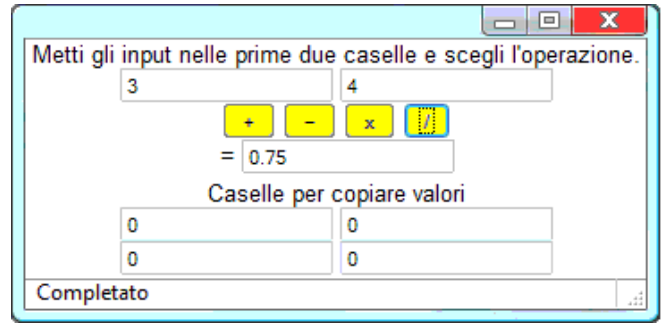 Metti gli input nelle prime due caselle e scegli l'operazione.
3 4
+ − x /
= 0.75
Caselle per copiare valori
0 0
0 0
Completato